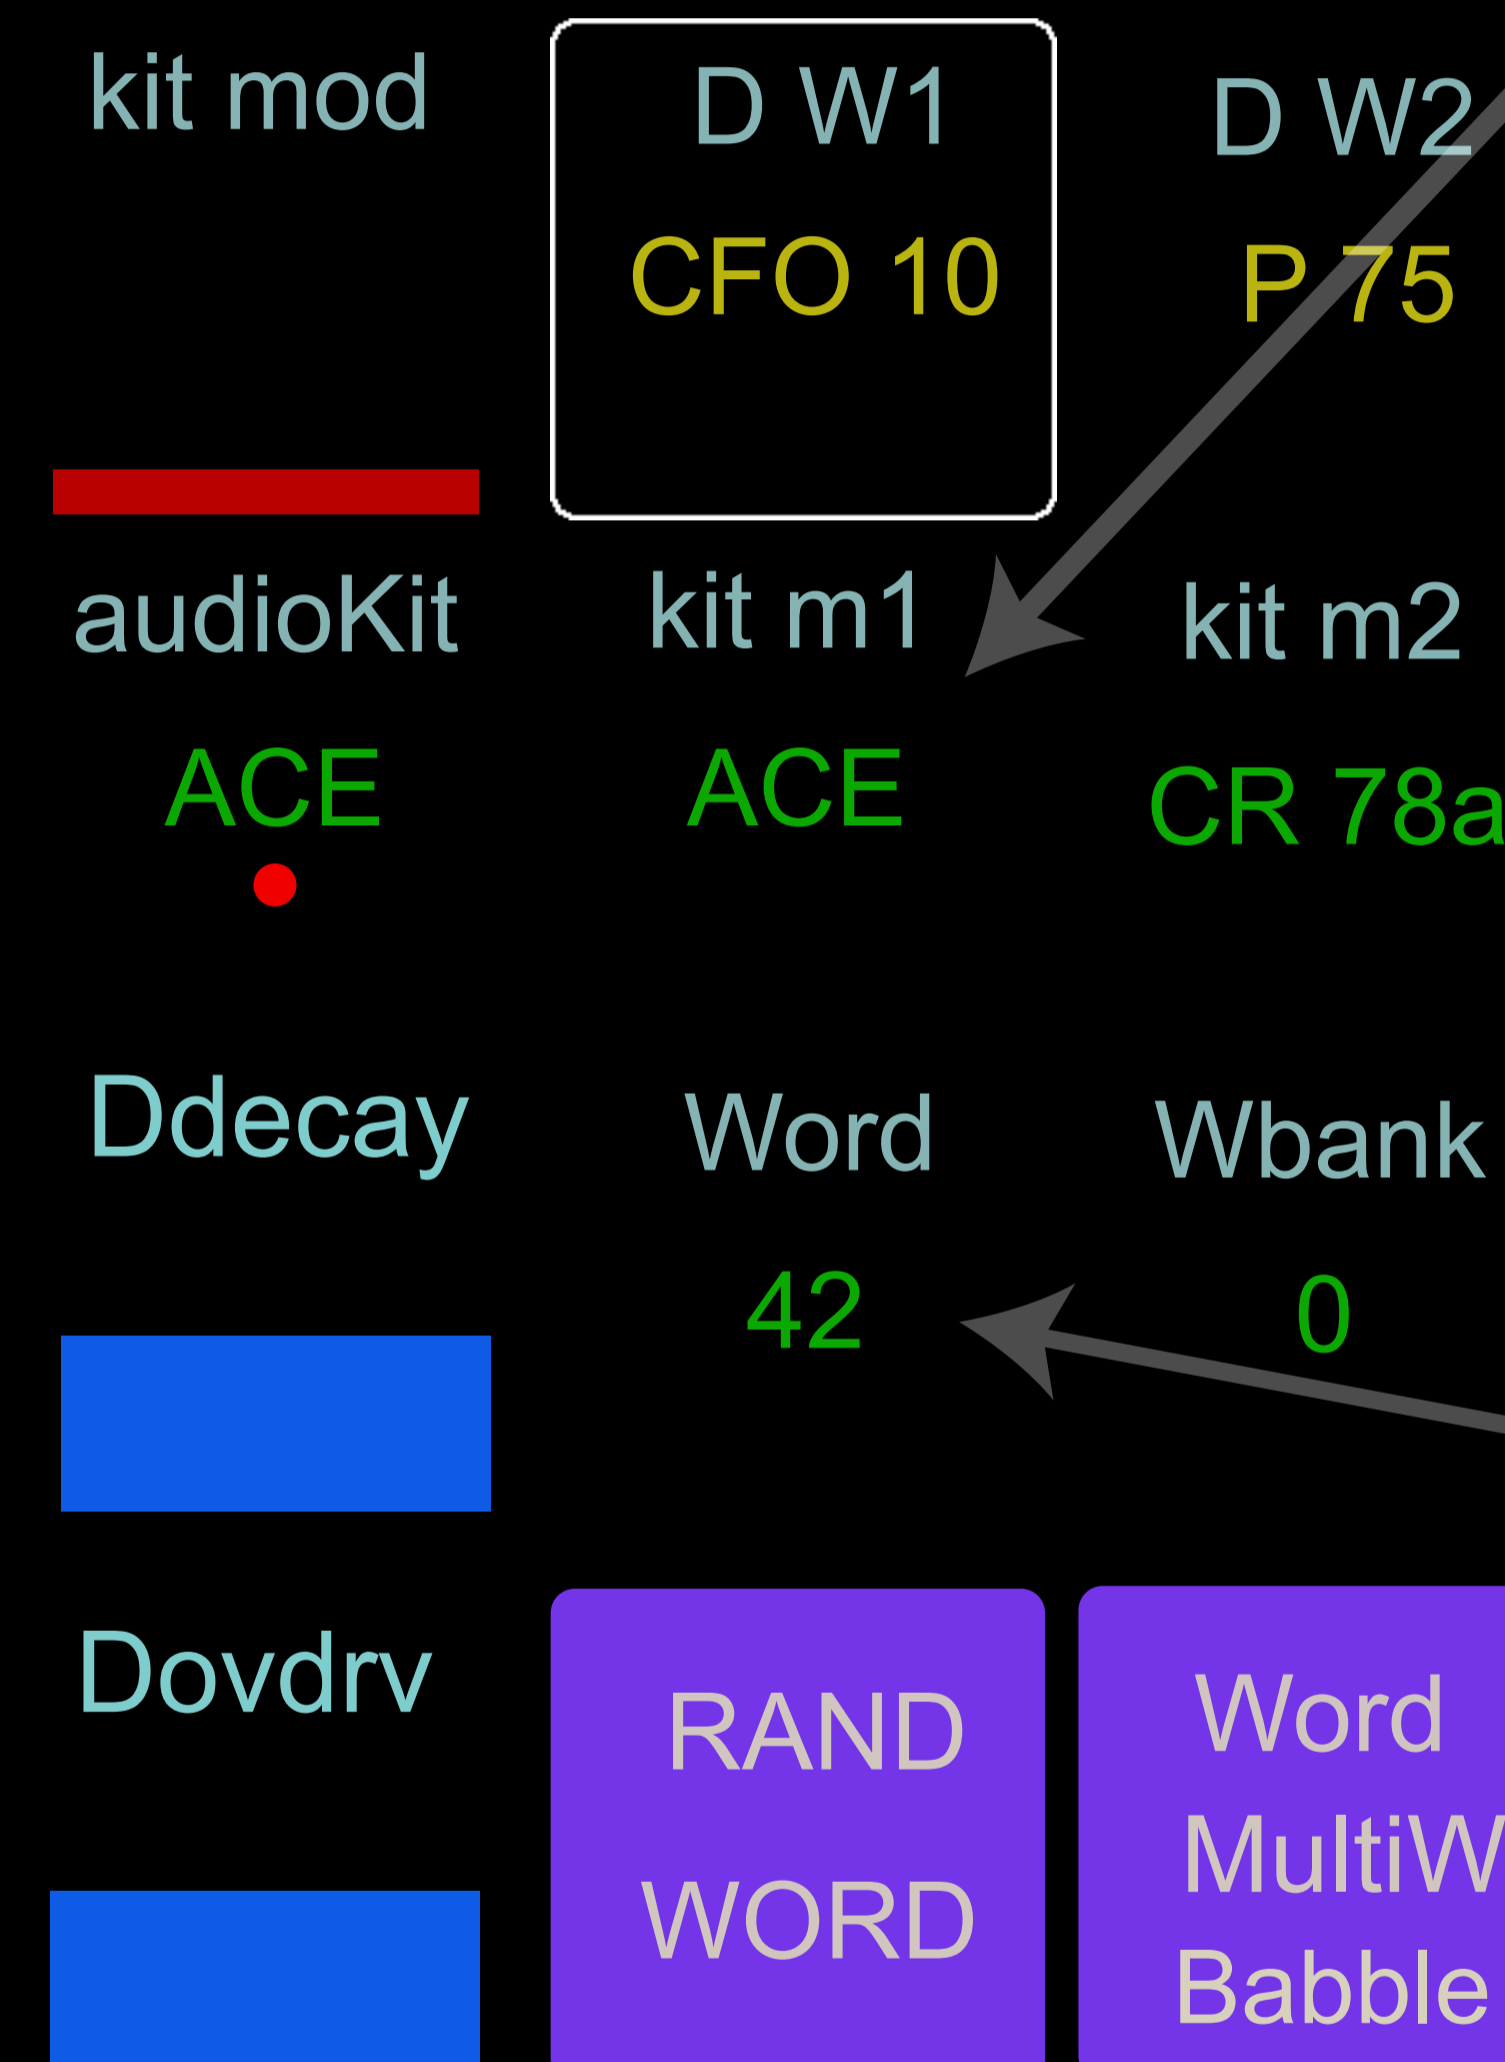 kit mod
D W1
D W2
CFO 10
P 75
audioKit
kit m1
kit m2
ACE
ACE
CR 78a
Ddecay
Word
Wbank
42
0
Dovdrv
RAND
WORD
Word
MultiW
Babble